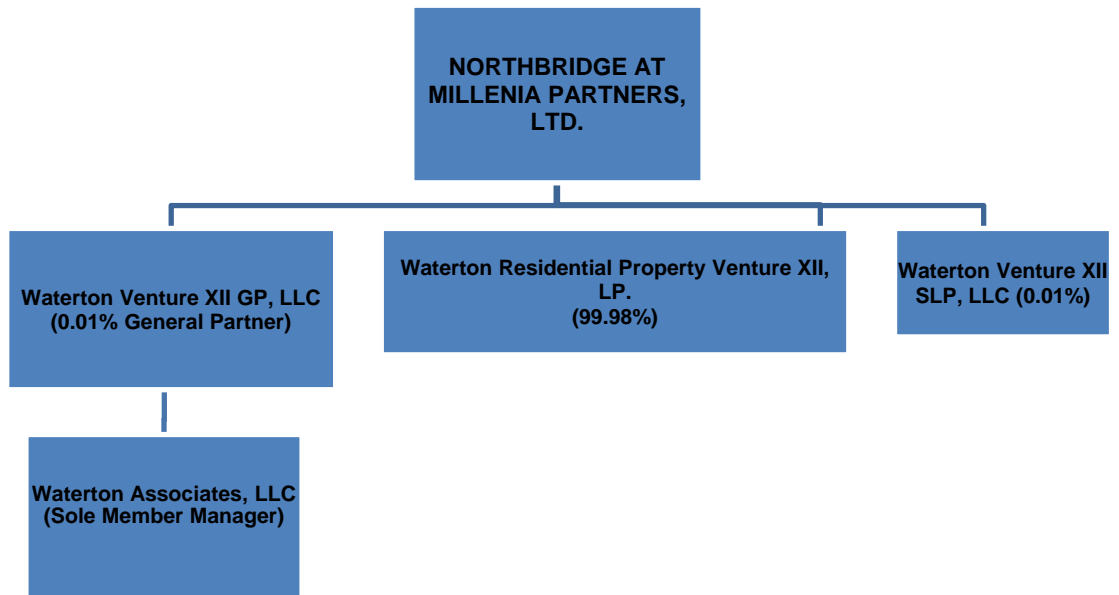 NORTHBRIDGE AT
MILLENIA PARTNERS,
LTD.
Waterton Venture XII GP, LLC
(0.01% General Partner)
Waterton Residential Property Venture XII,
LP.
(99.98%)
Waterton Venture XII
SLP, LLC (0.01%)
Waterton Associates, LLC
(Sole Member Manager)